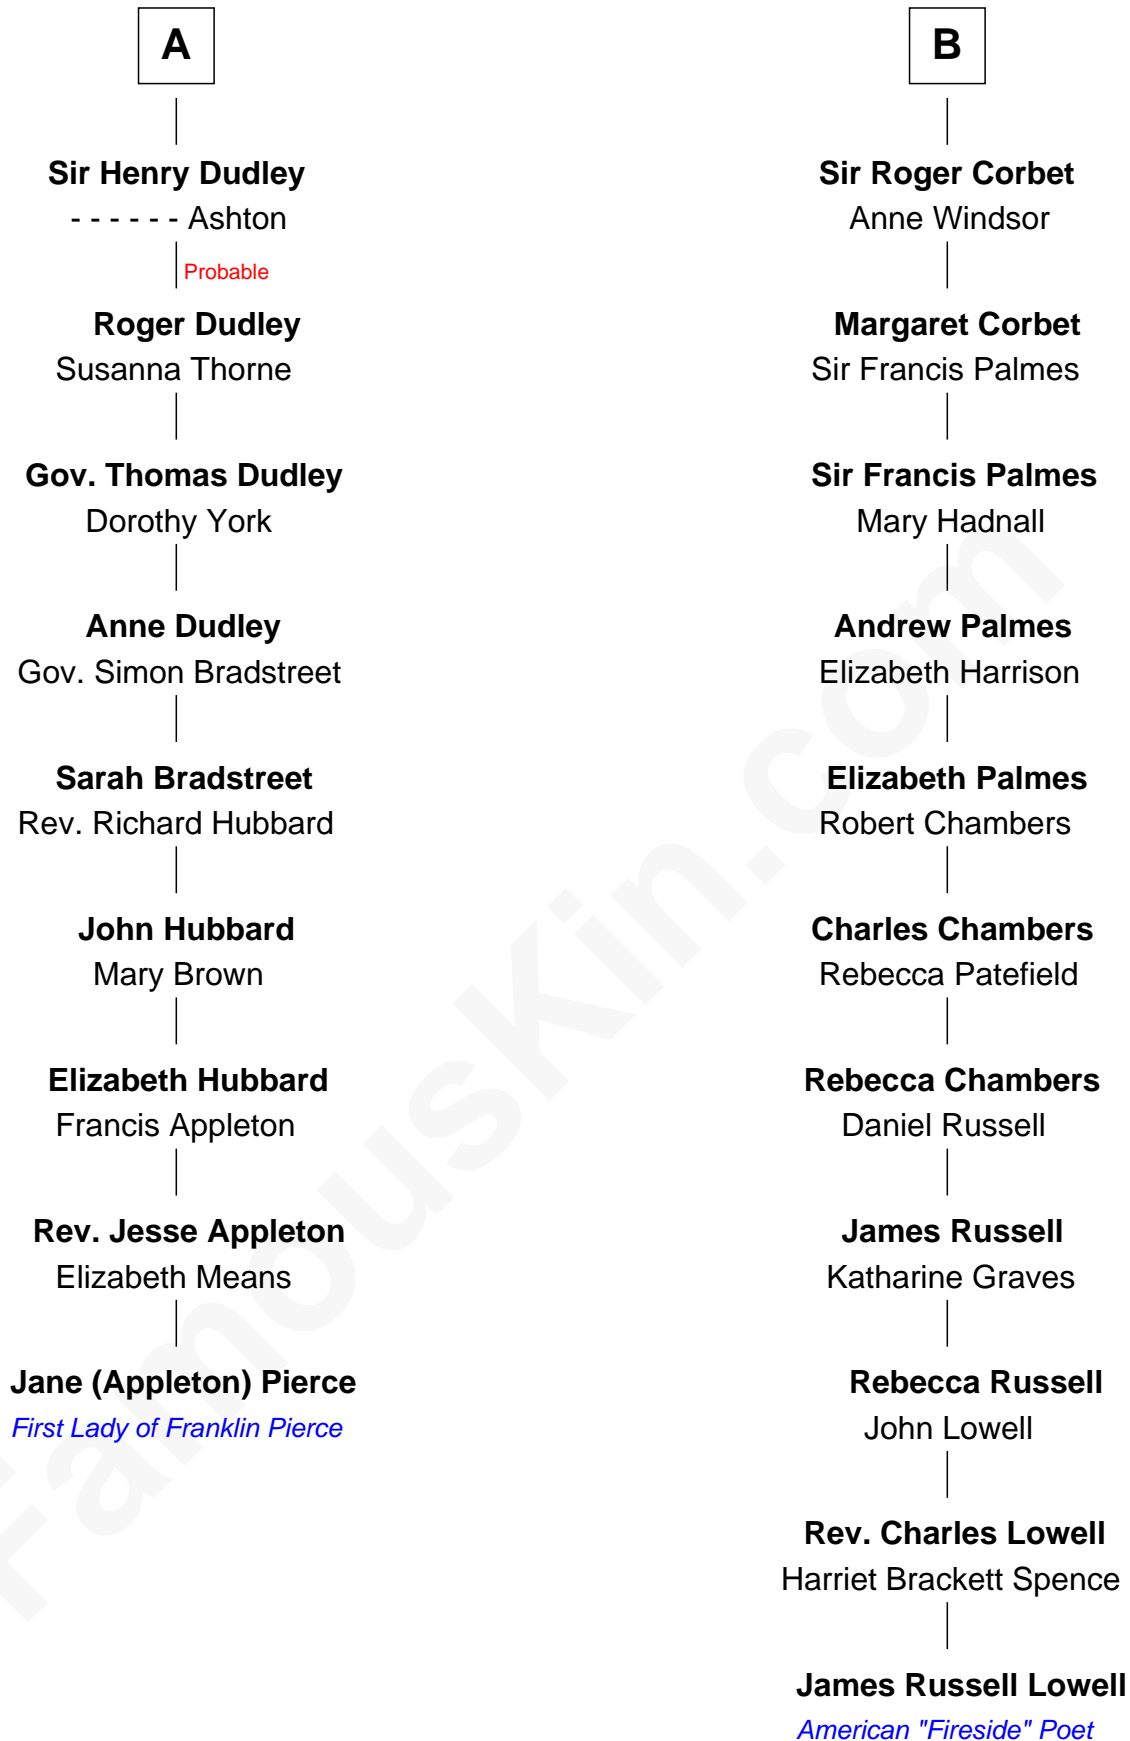 A
Sir Henry Dudley
- - - - - - Ashton
Probable
Roger Dudley
Susanna Thorne
Gov. Thomas Dudley
Dorothy York
Anne Dudley
Gov. Simon Bradstreet
Sarah Bradstreet
Rev. Richard Hubbard
John Hubbard
Mary Brown
Elizabeth Hubbard
Francis Appleton
Rev. Jesse Appleton
Elizabeth Means
Jane (Appleton) Pierce
First Lady of Franklin Pierce
B
Sir Roger Corbet
Anne Windsor
Margaret Corbet
Sir Francis Palmes
Sir Francis Palmes
Mary Hadnall
Andrew Palmes
Elizabeth Harrison
Elizabeth Palmes
Robert Chambers
Charles Chambers
Rebecca Patefield
Rebecca Chambers
Daniel Russell
James Russell
Katharine Graves
Rebecca Russell
John Lowell
Rev. Charles Lowell
Harriet Brackett Spence
James Russell Lowell
American "Fireside" Poet
FamousKin.com